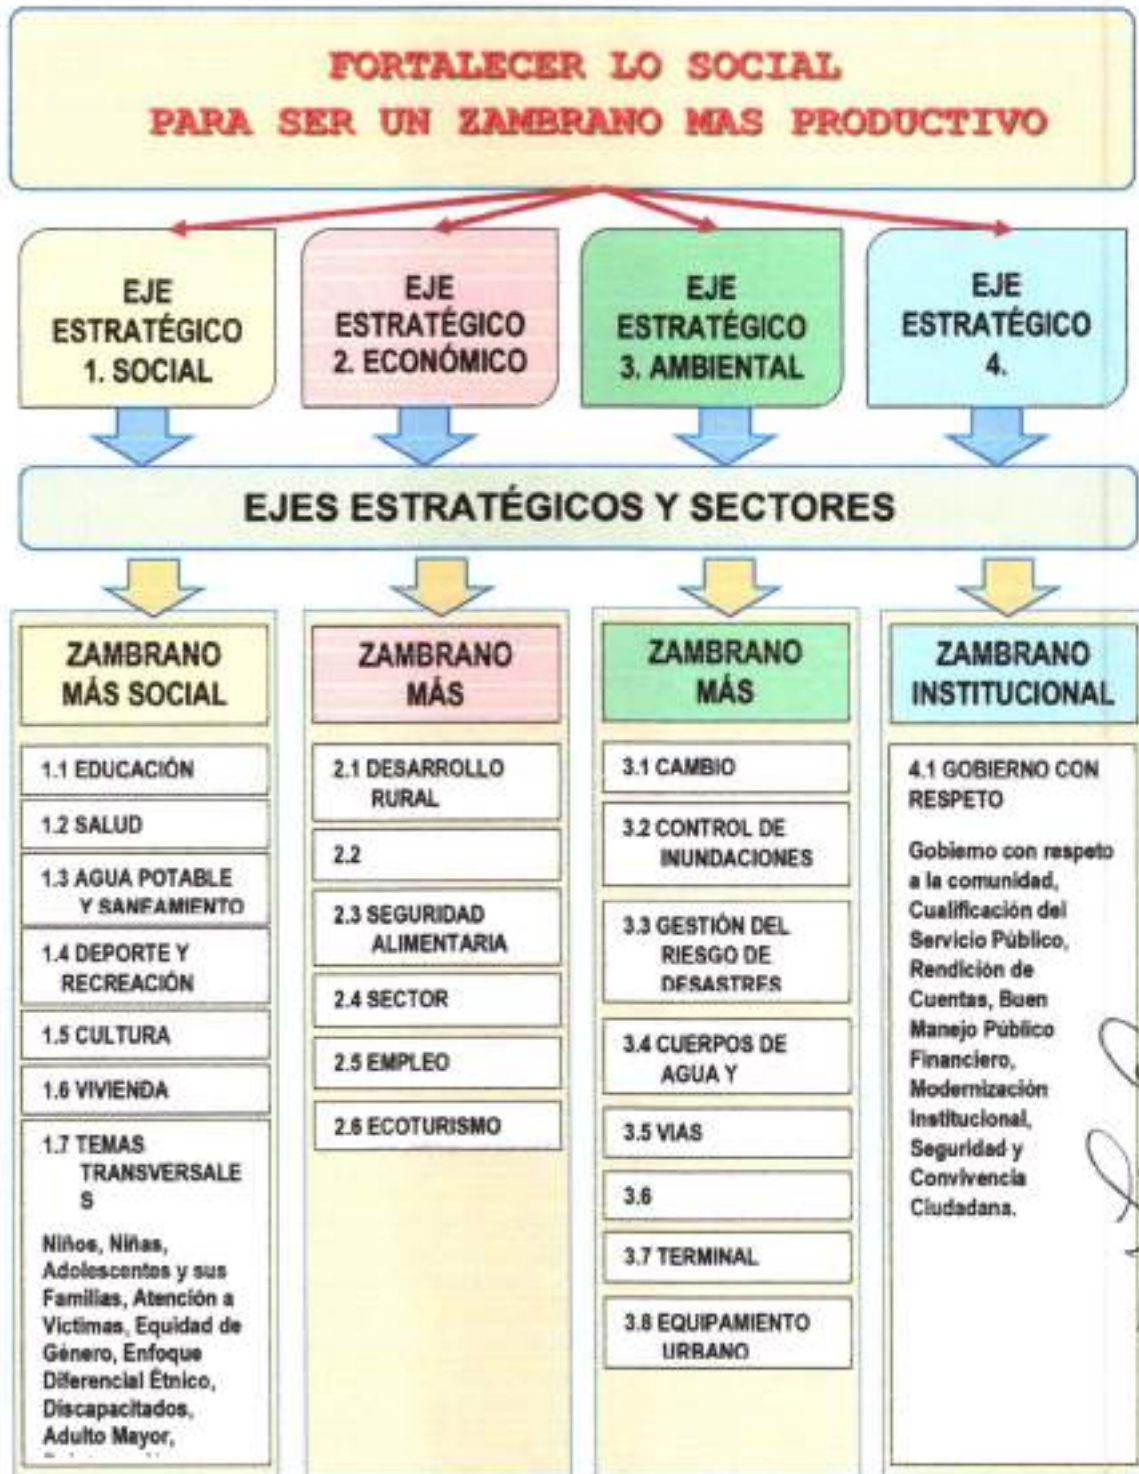 FORTALECER LO SOCIAL
PARA SER UN ZAMBRANO MAS PRODUCTIVO
EJE
ESTRATÉGICO
1. SOCIAL
EJE
ESTRATÉGICO
2. ECONÓMICO
EJE
ESTRATÉGICO
3. AMBIENTAL
EJE
ESTRATÉGICO
4.
EJES ESTRATÉGICOS Y SECTORES
ZAMBRANO
MÁS SOCIAL
1.1 EDUCACIÓN
1.2 SALUD
1.3 AGUA POTABLE
Y SANEAMIENTO
1.4 DEPORTE Y
RECREACIÓN
1.5 CULTURA
1.6 VIVIENDA
1.7 TEMAS
TRANSVERSALE
S
Niños, Niñas,
Adolescentes y sus
Familias, Atención a
Victimas, Equidad de
Género, Enfoque
Diferencial Étnico,
Discapacitados,
Adulto Mayor,
ZAMBRANO
MÁS
2.1 DESARROLLO
RURAL
2.2
2.3 SEGURIDAD
ALIMENTARIA
2.4 SECTOR
2.5 EMPLEO
2.6 ECOTURISMO
ZAMBRANO
MÁS
3.1 CAMBIO
3.2 CONTROL DE
INUNDACIONES
3.3 GESTIÓN DEL
RIESGO DE
DESASTRES
3.4 CUERPOS DE
AGUA Y
3.5 VIAS
3.6
3.7 TERMINAL
3.8 EQUIPAMIENTO
URBANO
ZAMBRANO
INSTITUCIONAL
4.1 GOBIERNO CON
RESPETO
Gobierno con respeto
a la comunidad,
Cualificación del
Servicio Público,
Rendición de
Cuentas, Buen
Manejo Público
Financiero,
Modernización
Institucional,
Seguridad y
Convivencia
Ciudadana.